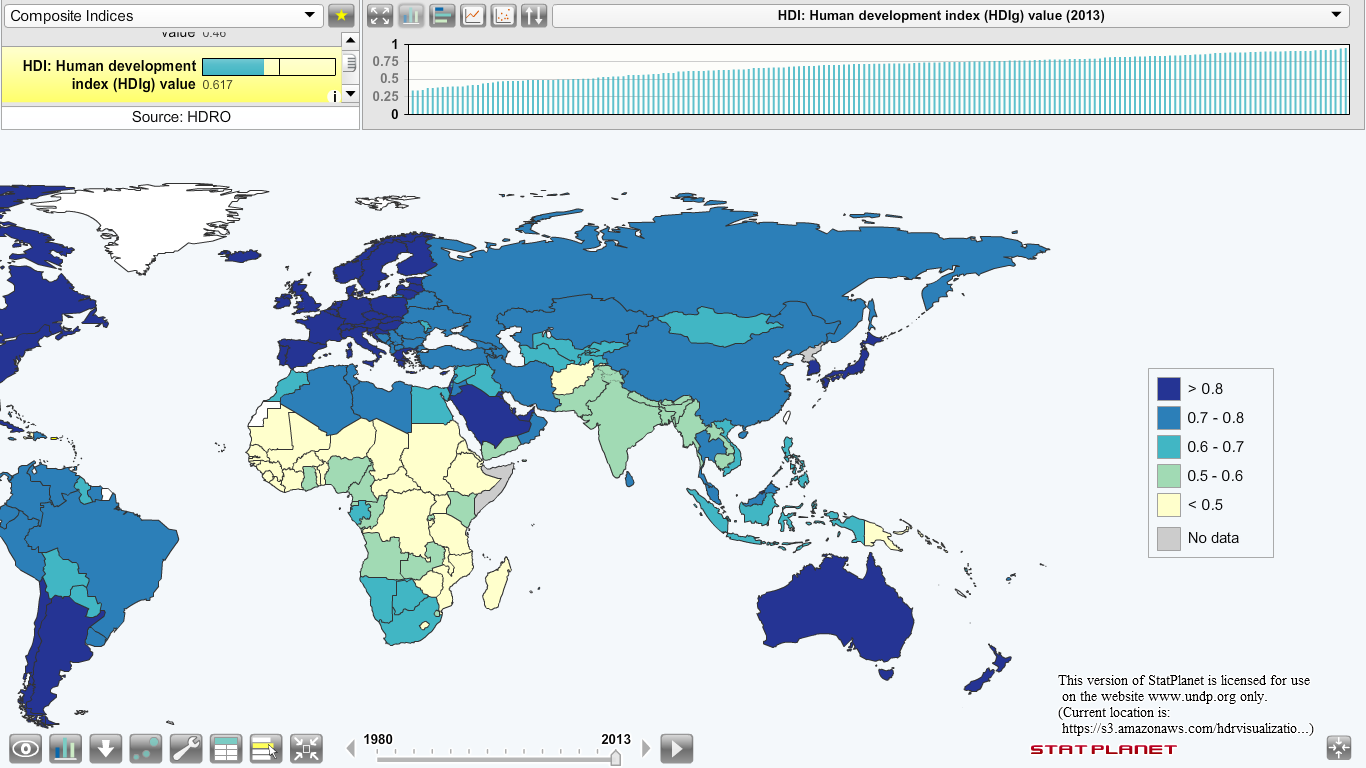 Composite Indices
value 0.46
HDI: Human development
index (HDIg) value
0.617
i
Source: HDRO
HDI: Human development index (HDIg) value (2013)
1
0.75
0.5
0.25
0
> 0.8
0.7 - 0.8
0.6 - 0.7
0.5 - 0.6
< 0.5
No data
This version of StatPlanet is licensed for use
on the website www.undp.org only.
(Current location is:
https://s3.amazonaws.com/hdrvisualizatio...)
STATPLANET
1980
2013